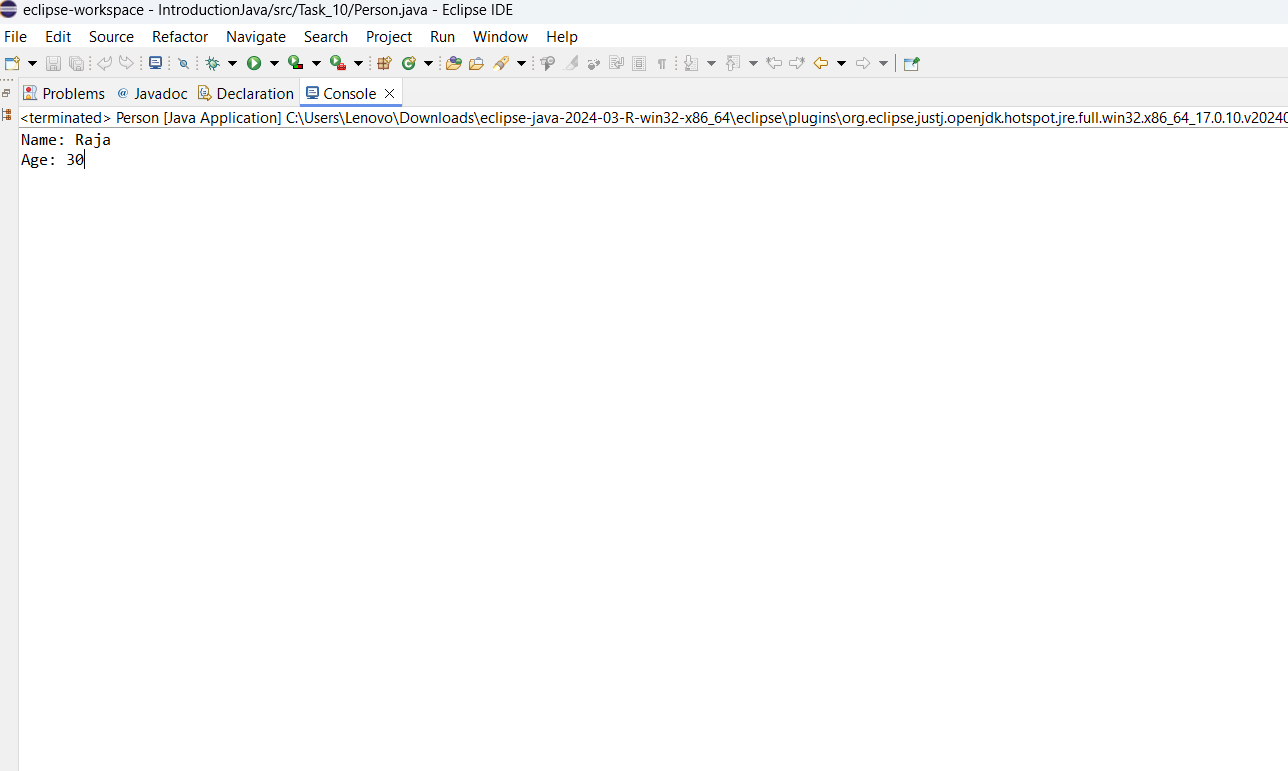 eclipse-workspace - IntroductionJava/src/Task_10/Person.java - Eclipse IDE
File Edit Source Refactor Navigate Search Project Run Window Help
Problems @ Javadoc Declaration Console
<terminated> Person [Java Application] C:\Users\Lenovo\Downloads\eclipse-java-2024-03-R-win32-x86_64\eclipse\plugins\org.eclipse.justj.openjdk.hotspot.jre.full.win32.x86_64_17.0.10.v20240
Name: Raja
Age: 30